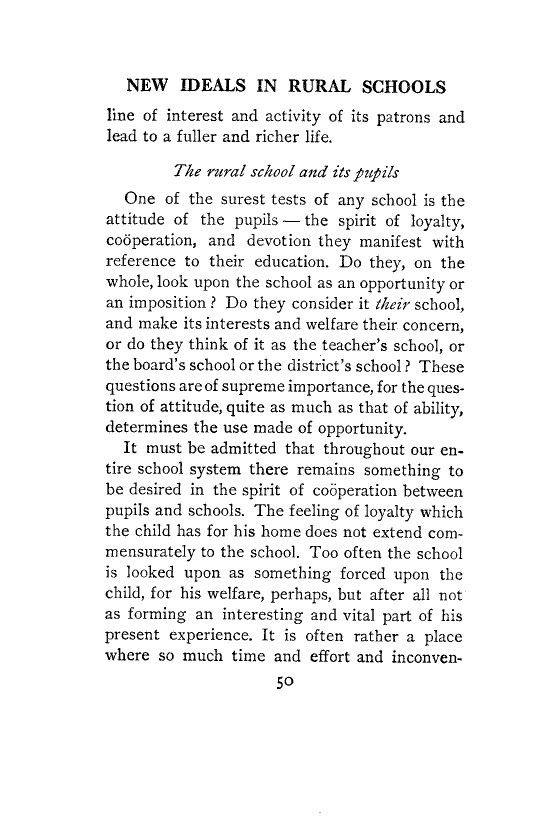 NEW IDEALS IN RURAL SCHOOLS
line of interest and activity of its patrons and
lead to a fuller and richer life.
The rural school and its pupils
One of the surest tests of any school is the
attitude of the pupils — the spirit of loyalty,
coöperation, and devotion they manifest with
reference to their education. Do they, on the
whole, look upon the school as an opportunity or
an imposition? Do they consider it their school,
and make its interests and welfare their concern,
or do they think of it as the teacher's school, or
the board's school or the district's school? These
questions are of supreme importance, for the ques-
tion of attitude, quite as much as that of ability,
determines the use made of opportunity.
It must be admitted that throughout our en-
tire school system there remains something to
be desired in the spirit of coöperation between
pupils and schools. The feeling of loyalty which
the child has for his home does not extend com-
mensurately to the school. Too often the school
is looked upon as something forced upon the
child, for his welfare, perhaps, but after all not
as forming an interesting and vital part of his
present experience. It is often rather a place
where so much time and effort and inconven-
50